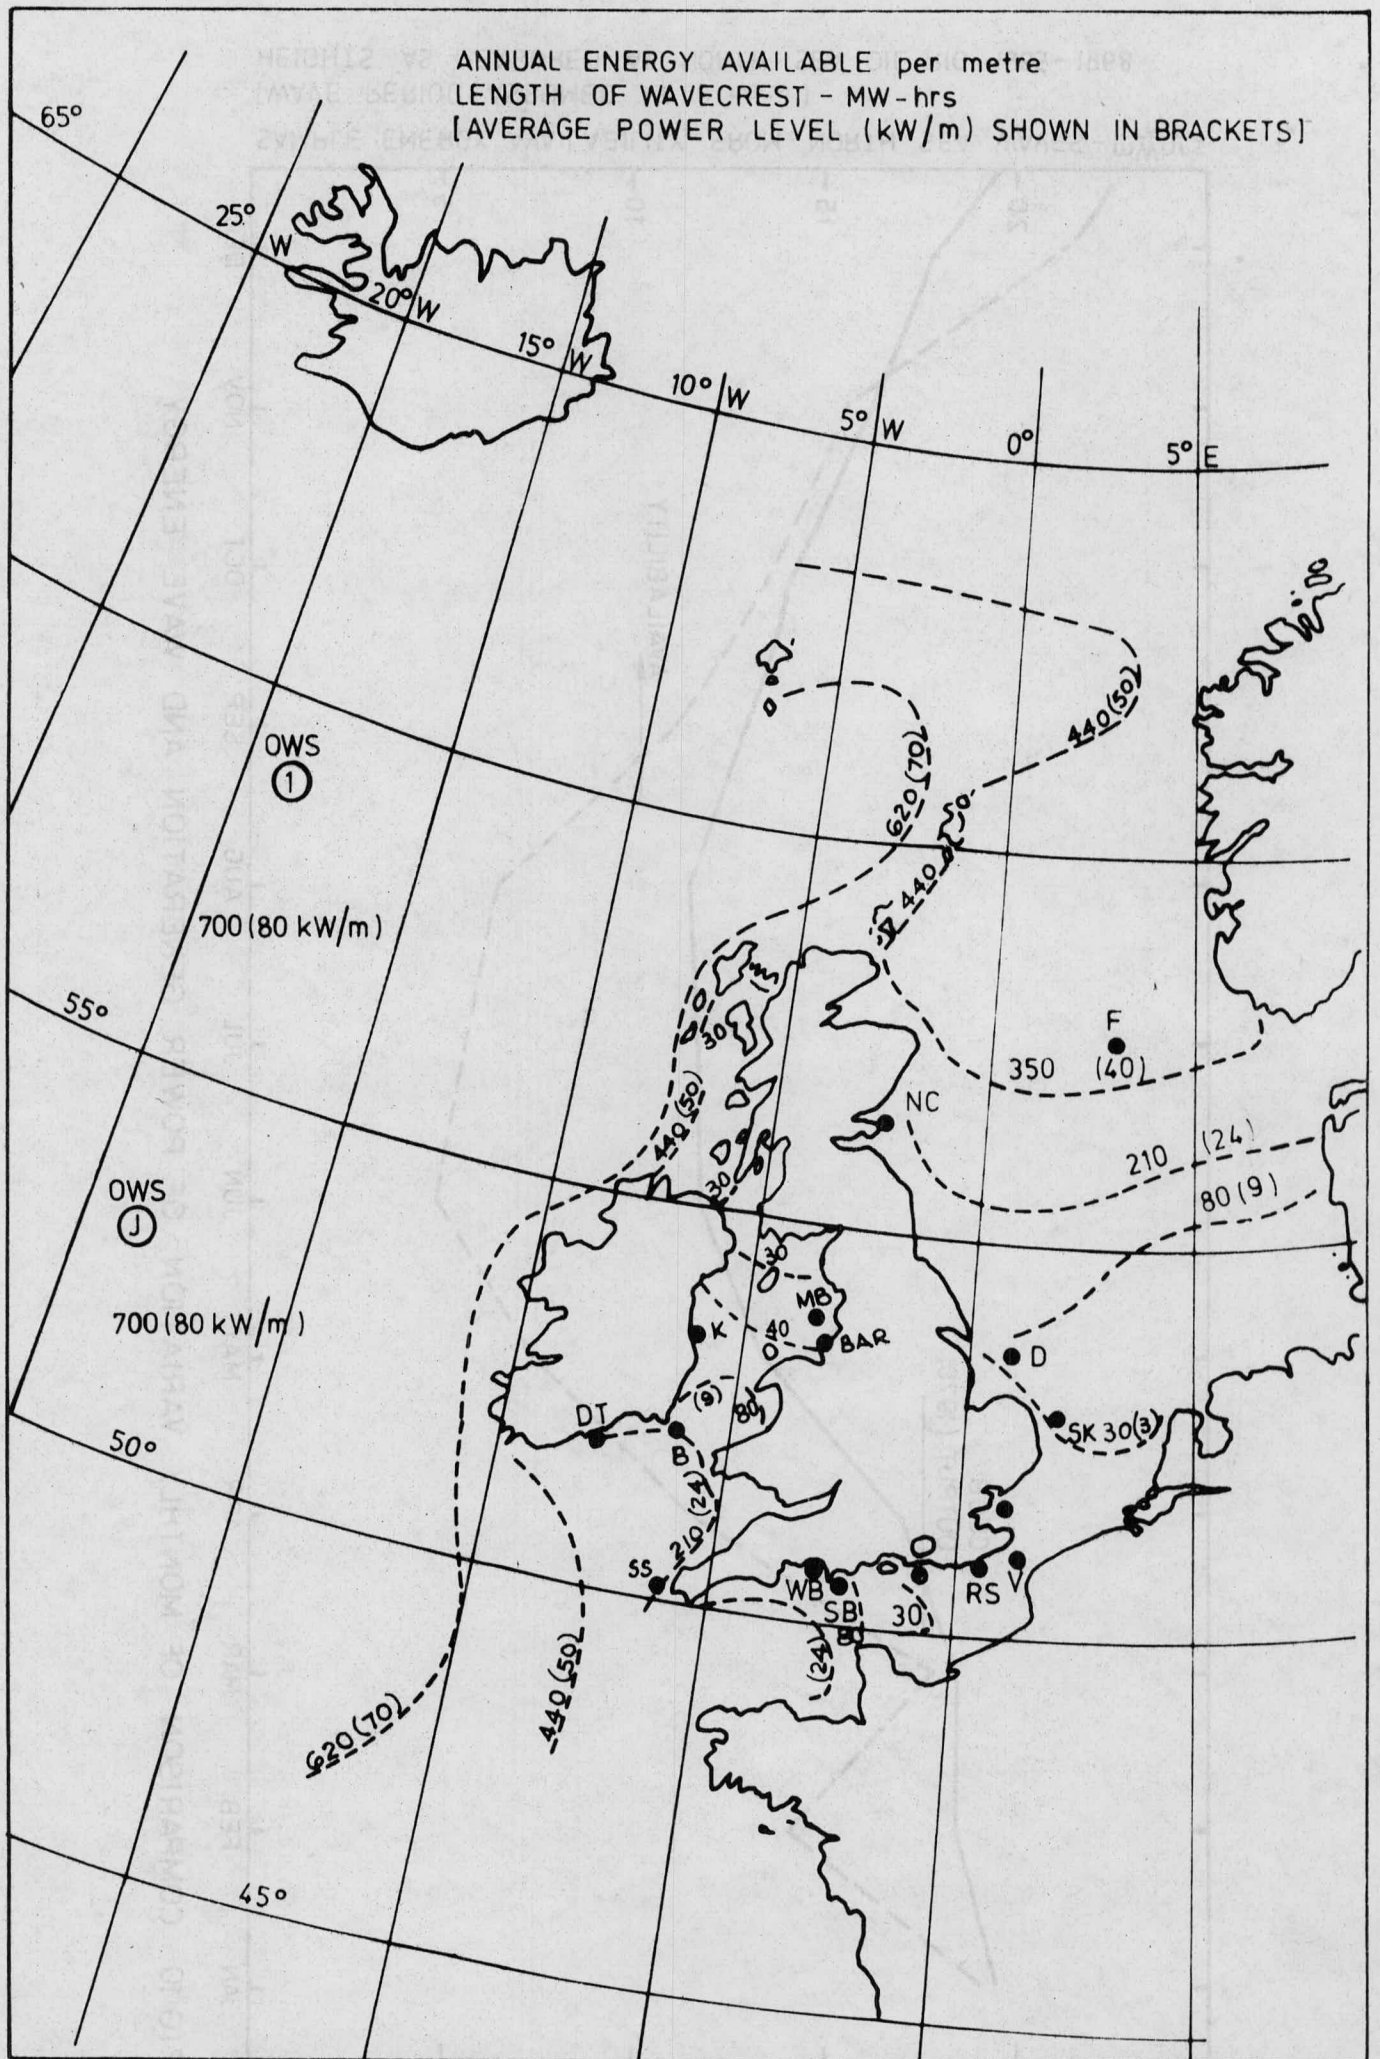 ANNUAL ENERGY AVAILABLE per metre
LENGTH OF WAVECREST - MW-hrs
[AVERAGE POWER LEVEL (kW/m) SHOWN IN BRACKETS]
65°
25° W
20° W
15° W
10° W
5° W
0°
5° E
440(50)
620(70)
OWS
1
440
700 (80 kW/m)
55°
30
F
350 (40)
440(50)
NC
210 (24)
30
80(9)
OWS
J
30
MB
700 (80 kW/m)
K
40
BAR
D
(9)
80
DT
B
SK 30(3)
50°
210 (24)
SS
WB
SB
80
30
RS
V
(24)
440(50)
620(70)
45°